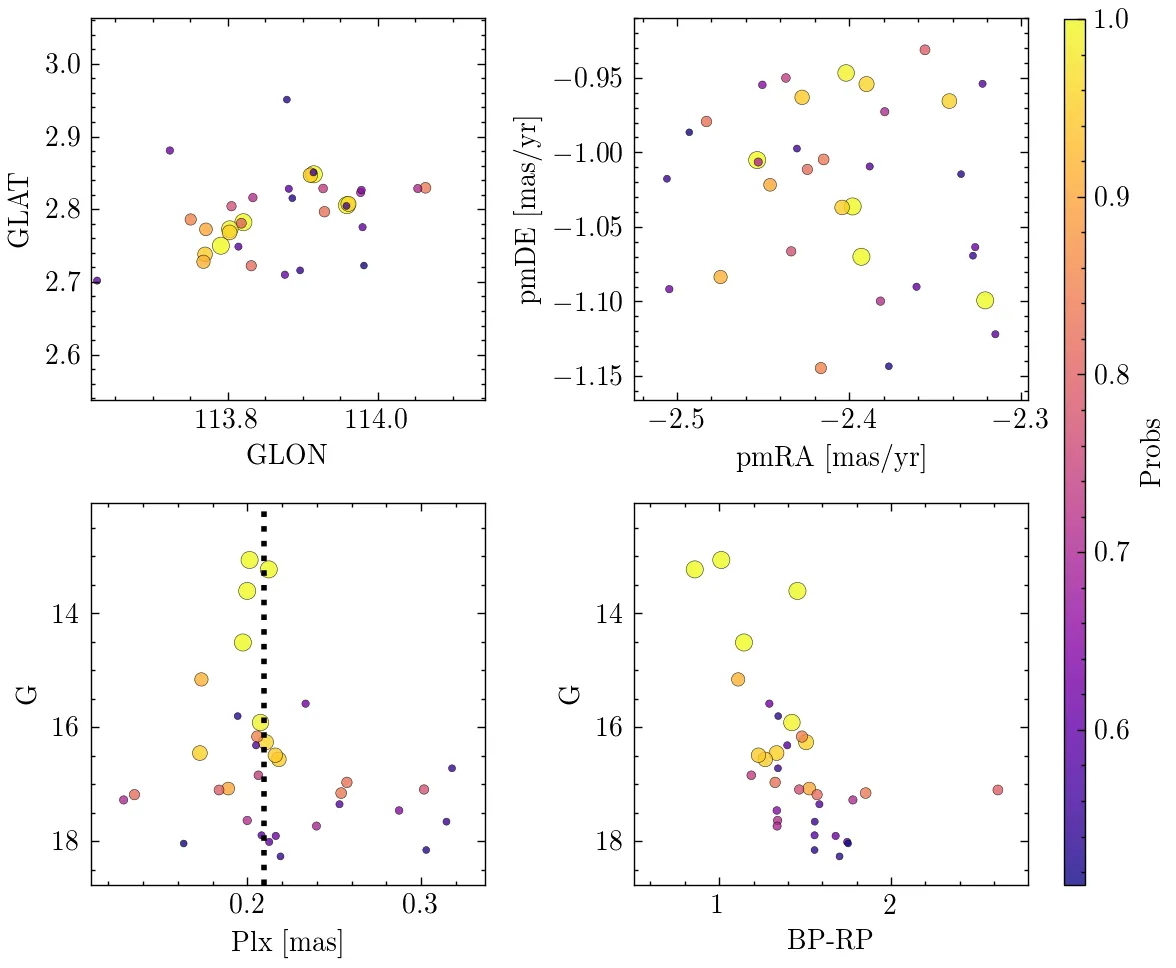 3.0
2.9
2.8
2.7
2.6
GLAT
113.8 114.0
GLON
−0.95
−1.00
−1.05
−1.10
−1.15
pmDE [mas/yr]
−2.5 −2.4 −2.3
pmRA [mas/yr]
14
16
18
G
0.2 0.3
Plx [mas]
14
16
18
G
1 2
BP-RP
1.0
0.9
0.8
0.7
0.6
Probs